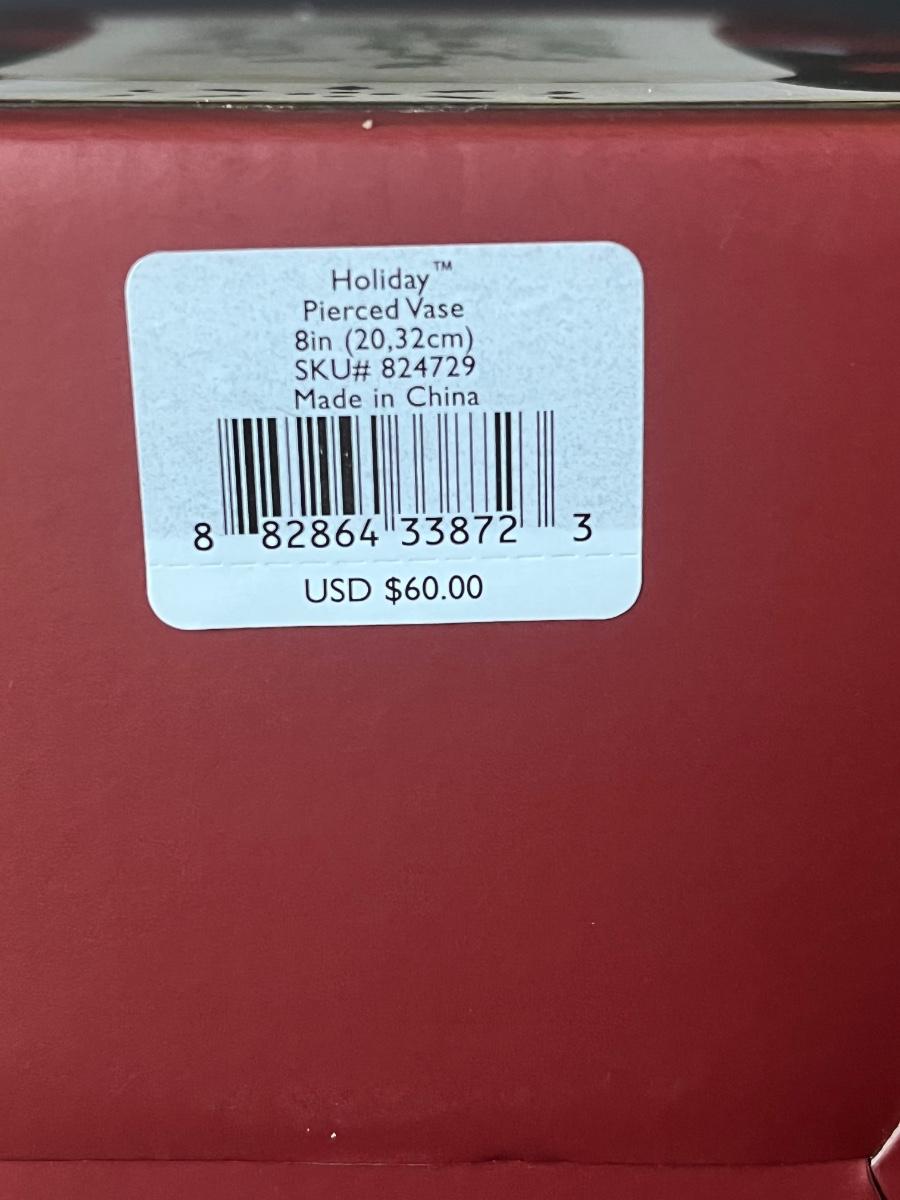 Holiday™
Pierced Vase
8in (20,32cm)
SKU# 824729
Made in China
8 82864 33872 3
USD $60.00